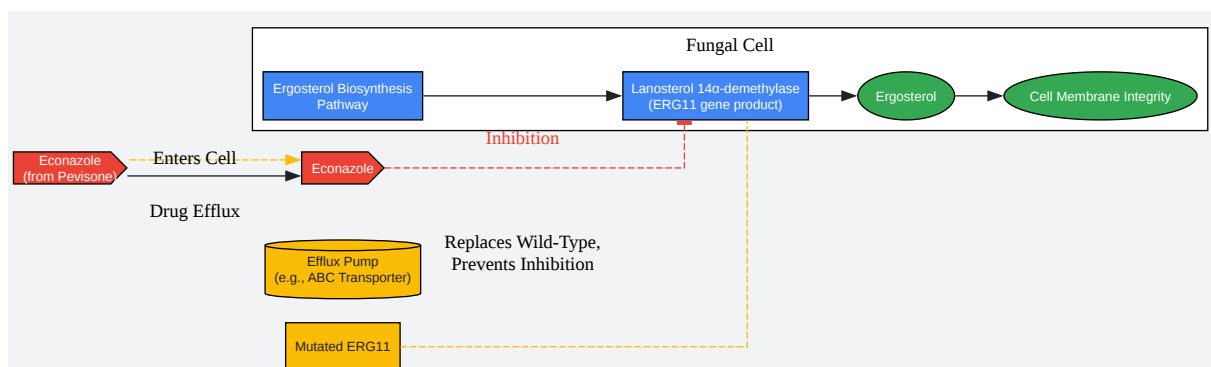 Fungal Cell
Ergosterol Biosynthesis
Pathway
Lanosterol 14α-demethylase
(ERG11 gene product)
Ergosterol
Cell Membrane Integrity
Inhibition
Econazole
(from Pevisone)
Enters Cell
Econazole
Drug Efflux
Replaces Wild-Type,
Prevents Inhibition
Efflux Pump
(e.g., ABC Transporter)
Mutated ERG11